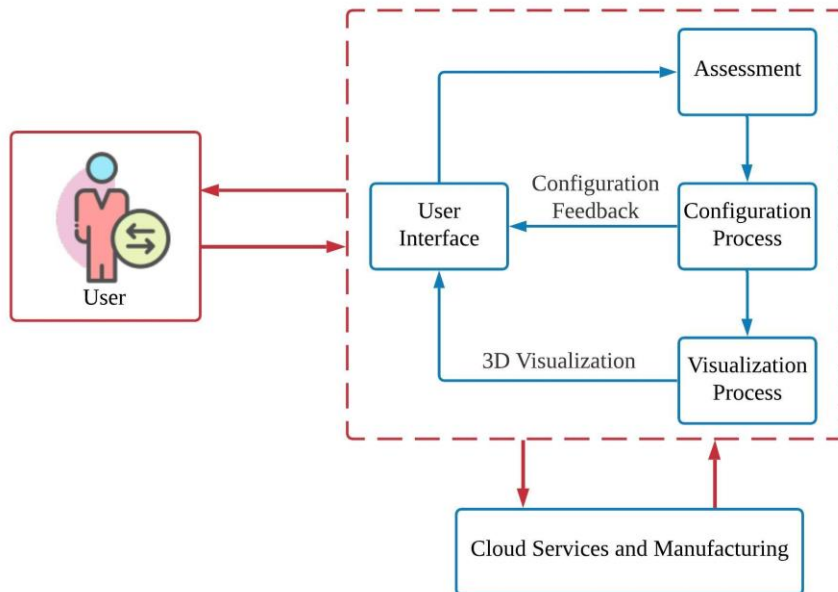 Assessment
Configuration
Feedback
User
Interface
Configuration
Process
User
3D Visualization
Visualization
Process
Cloud Services and Manufacturing